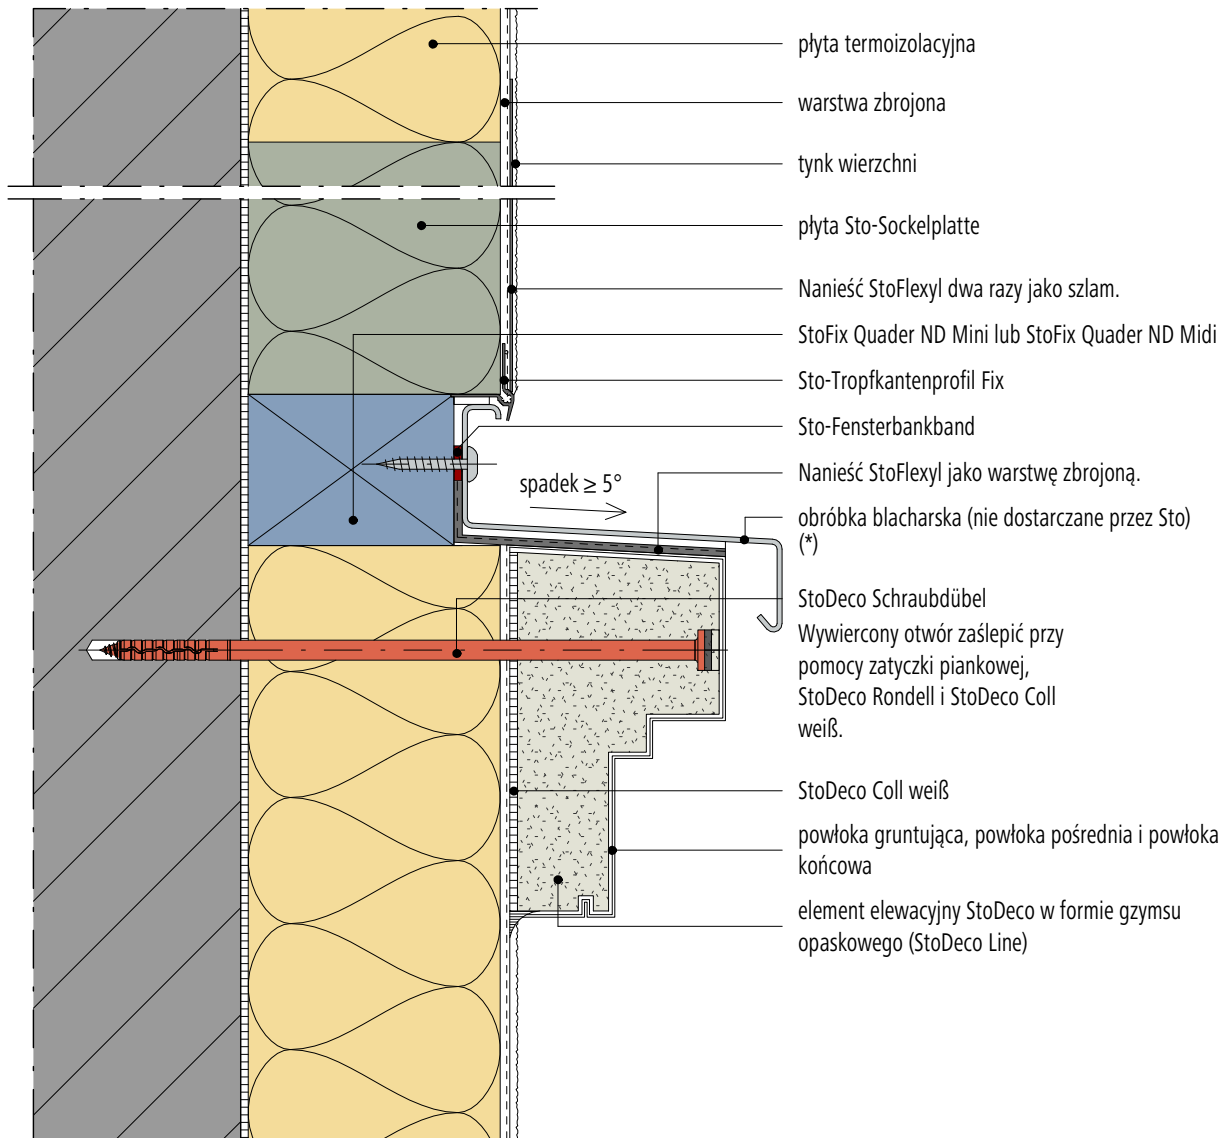 płyta termoizolacyjna
warstwa zbrojona
tynk wierzchni
płyta Sto-Sockelplatte
Nanieść StoFlexyl dwa razy jako szlam.
StoFix Quader ND Mini lub StoFix Quader ND Midi
Sto-Tropfkantenprofil Fix
Sto-Fensterbankband
Nanieść StoFlexyl jako warstwę zbrojoną.
spadek ≥ 5°
obróbka blacharska (nie dostarczane przez Sto)
(*)
StoDeco Schraubdübel
Wywiercony otwór zaślepić przy
pomocy zatyczki piankowej,
StoDeco Rondell i StoDeco Coll
weiß.
StoDeco Coll weiß
powłoka gruntująca, powłoka pośrednia i powłoka
końcowa
element elewacyjny StoDeco w formie gzymsu
opaskowego (StoDeco Line)